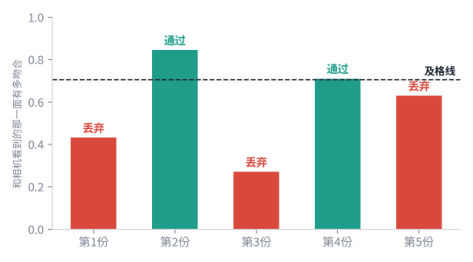 和相机看到的那一面有多吻合
1.0
0.8
0.6
0.4
0.2
0.0
及格线
丢弃
通过
丢弃
通过
丢弃
第1份
第2份
第3份
第4份
第5份